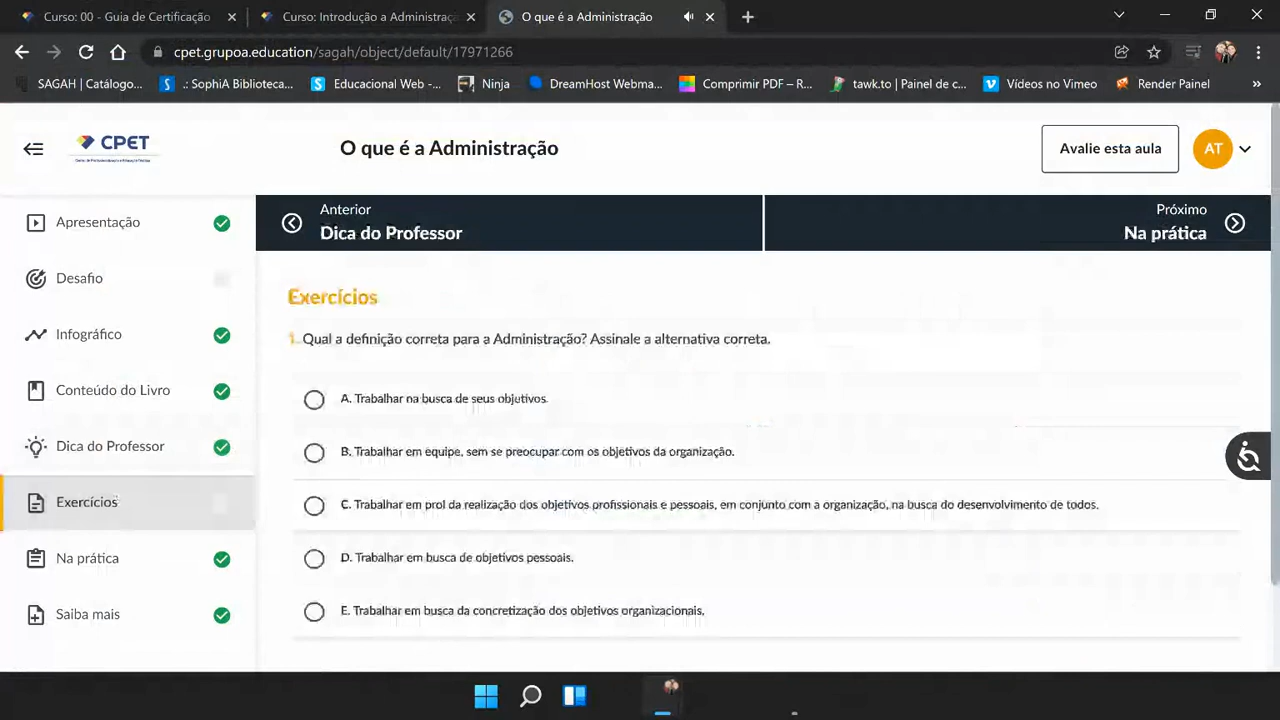 Curso: 00 - Guia de Certificação
Curso: Introdução a Administraça
O que é a Administração
cpet.grupoa.education/sagah/object/default/17971266
SAGAH | Catálogo...
.: SophiA Biblioteca...
Educacional Web -...
Ninja
DreamHost Webma...
Comprimir PDF – R...
tawk.to | Painel de c...
Vídeos no Vimeo
Render Panel
»
CPET
O que é a Administração
Avalie esta aula
AT
Apresentação
Desafio
Infográfico
Conteúdo do Livro
Dica do Professor
Exercícios
Na prática
Saiba mais
Anterior
Dica do Professor
Próximo
Na prática
Exercícios
1. Qual a definição correta para a Administração? Assinale a alternativa correta.
A. Trabalhar na busca de seus objetivos.
B. Trabalhar em equipe, sem se preocupar com os objetivos da organização.
C. Trabalhar em prol da realização dos objetivos profissionais e pessoais, em conjunto com a organização, na busca do desenvolvimento de todos.
D. Trabalhar em busca de objetivos pessoais.
E. Trabalhar em busca da concretização dos objetivos organizacionais.